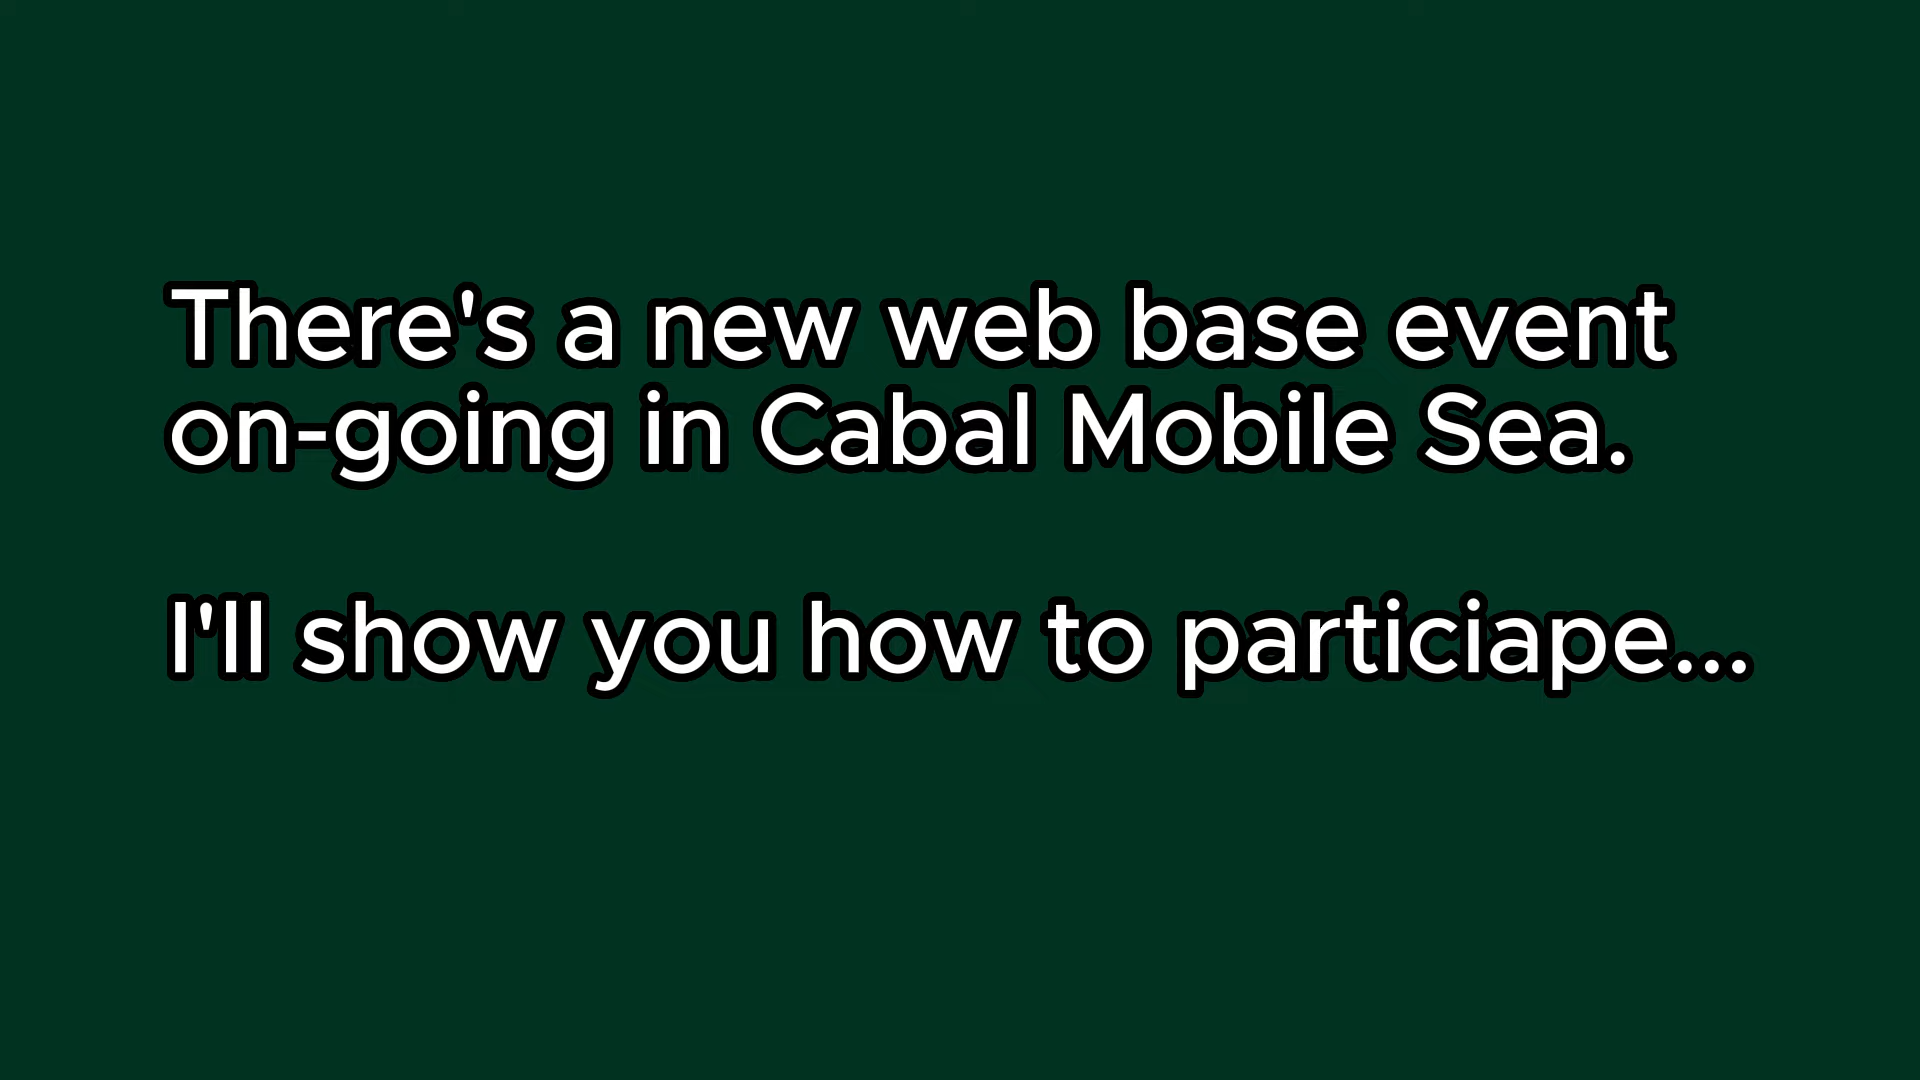 There's a new web base event
on-going in Cabal Mobile Sea.
I'll show you how to particiape...